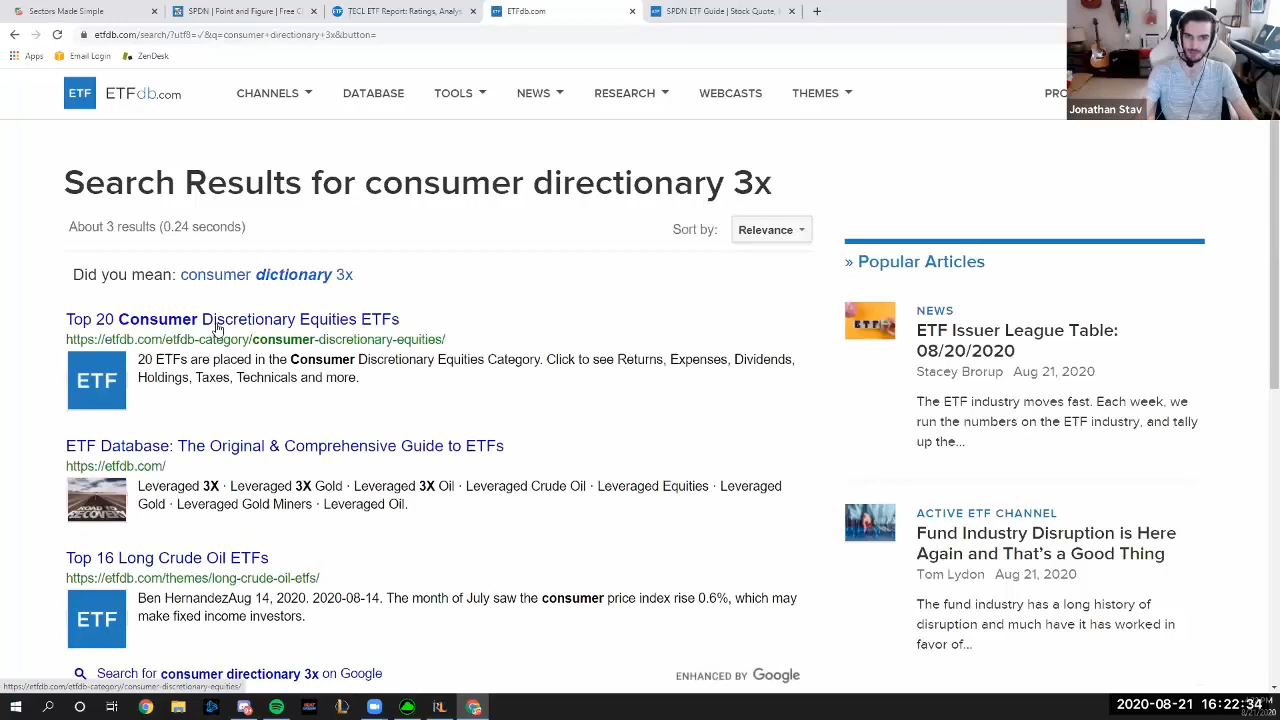 Sectors Made Simple
SPDN | Point and Figure | Free C
TECL ETF Report: Ratings, Analys
ETFdb.com
SPDN ETF Guide | Stock Quote,
etfdb.com/search/?utf8=√&q=consumer+directionary+3x&button=
Apps
Email Login
ZenDesk
ETF
ETFdb.com
CHANNELS
DATABASE
TOOLS
NEWS
RESEARCH
WEBCASTS
THEMES
PRO
Jonathan Stav
Search Results for consumer directionary 3x
About 3 results (0.24 seconds)
Sort by:
Relevance
Did you mean: consumer dictionary 3x
Top 20 Consumer Discretionary Equities ETFs
https://etfdb.com/etfdb-category/consumer-discretionary-equities/
ETF
20 ETFs are placed in the Consumer Discretionary Equities Category. Click to see Returns, Expenses, Dividends,
Holdings, Taxes, Technicals and more.
ETF Database: The Original & Comprehensive Guide to ETFs
https://etfdb.com/
Leveraged 3X · Leveraged 3X Gold · Leveraged 3X Oil · Leveraged Crude Oil · Leveraged Equities · Leveraged
Gold · Leveraged Gold Miners · Leveraged Oil.
Top 16 Long Crude Oil ETFs
https://etfdb.com/themes/long-crude-oil-etfs/
ETF
Ben HernandezAug 14, 2020. 2020-08-14. The month of July saw the consumer price index rise 0.6%, which may
make fixed income investors.
Search for consumer directionary 3x on Google
ENHANCED BY Google
» Popular Articles
NEWS
ETF Issuer League Table:
08/20/2020
Stacey Brorup Aug 21, 2020
The ETF industry moves fast. Each week, we
run the numbers on the ETF industry, and tally
up the...
ACTIVE ETF CHANNEL
Fund Industry Disruption is Here
Again and That's a Good Thing
Tom Lydon Aug 21, 2020
The fund industry has a long history of
disruption and much have it has worked in
favor of...
https://etfdb.com/etfdb-category/consumer-discretionary-equities/
2020-08-21 16:22:34